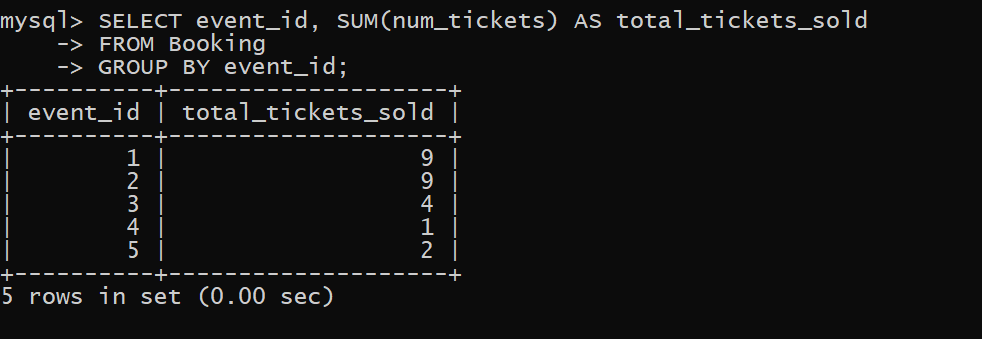 mysql> SELECT event_id, SUM(num_tickets) AS total_tickets_sold
    -> FROM Booking
    -> GROUP BY event_id;
+----------+--------------------+
| event_id | total_tickets_sold |
+----------+--------------------+
|        1 |                  9 |
|        2 |                  9 |
|        3 |                  4 |
|        4 |                  1 |
|        5 |                  2 |
+----------+--------------------+
5 rows in set (0.00 sec)